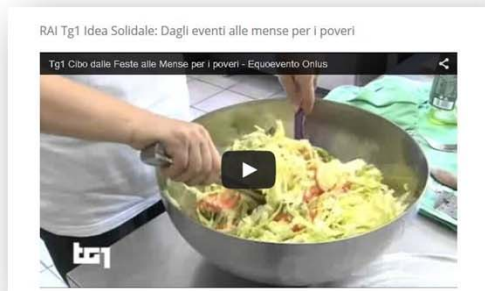 RAI Tg1 Idea Solidale: Dagli eventi alle mense per i poveri
Tg1 Cibo dalle Feste alle Mense per i poveri - Equoevento Onlus
tg1